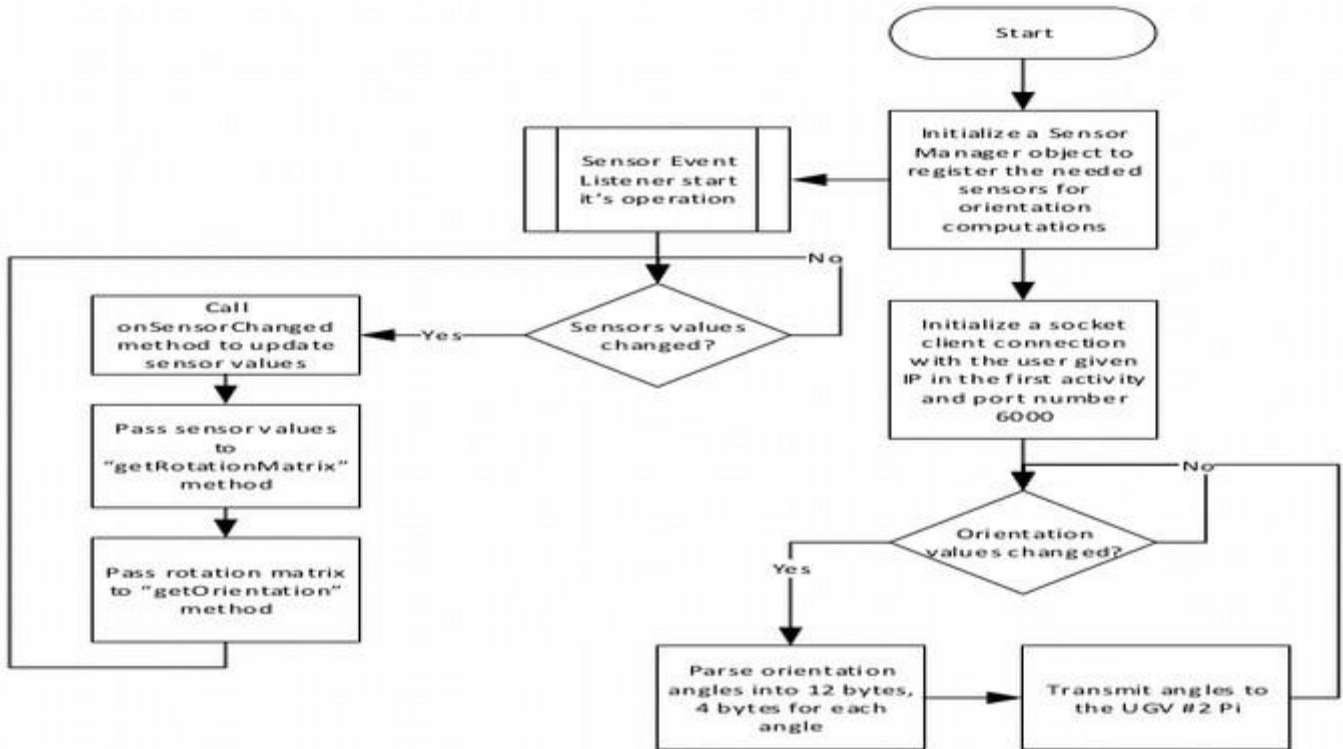 Start
Initialize a Sensor
Manager object to
register the needed
sensors for
orientation
computations
Sensor Event
Listener start
it's operation
No
Sensors values
changed?
Yes
Call
onSensorChanged
method to update
sensor values
Pass sensor values
to
"getRotationMatrix"
method
Pass rotation matrix
to "getOrientation"
method
Initialize a socket
client connection
with the user given
IP in the first activity
and port number
6000
No
Orientation
values changed?
Yes
Parse orientation
angles into 12 bytes,
4 bytes for each
angle
Transmit angles to
the UGV #2 Pi